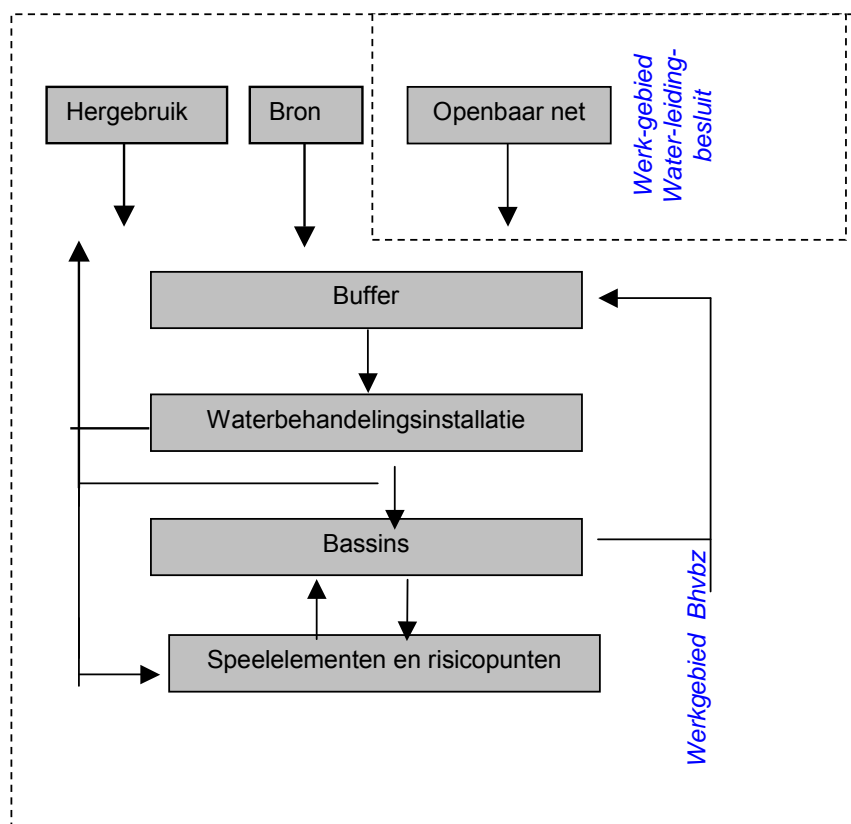 Hergebruik
Bron
Openbaar net
Werk-gebied
Water-leiding-
besluit
Buffer
Waterbehandelingsinstallatie
Bassins
Speelelementen en risicopunten
Werkgebied Bhvbz